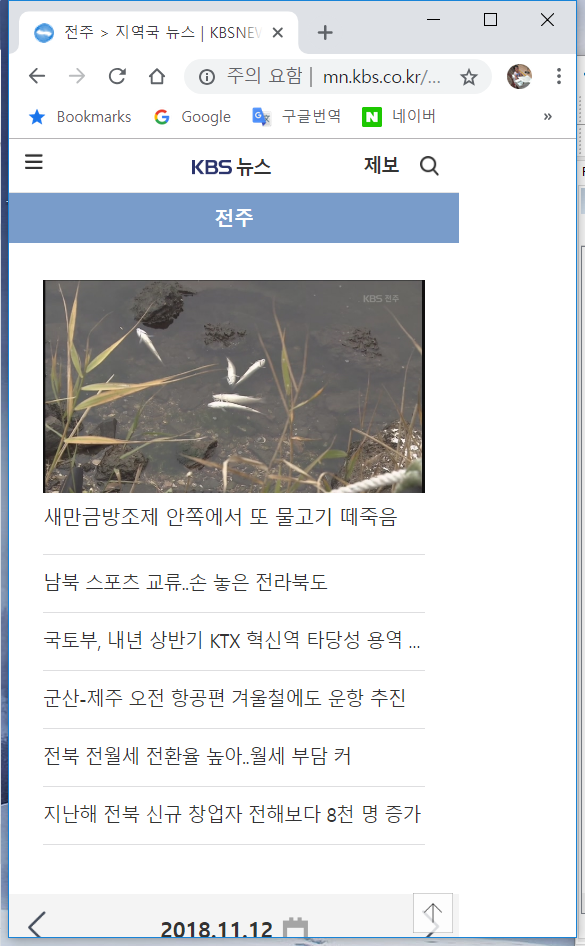 전주 > 지역국 뉴스 | KBSNEW
주의 요함 | mn.kbs.co.kr/...
Bookmarks Google 구글번역 네이버 »
KBS 뉴스 제보
전주
KBS 전주
새만금방조제 안쪽에서 또 물고기 떼죽음
남북 스포츠 교류..손 놓은 전라북도
국토부, 내년 상반기 KTX 혁신역 타당성 용역 ...
군산-제주 오전 항공편 겨울철에도 운항 추진
전북 전월세 전환율 높아..월세 부담 커
지난해 전북 신규 창업자 전해보다 8천 명 증가
2018.11.12